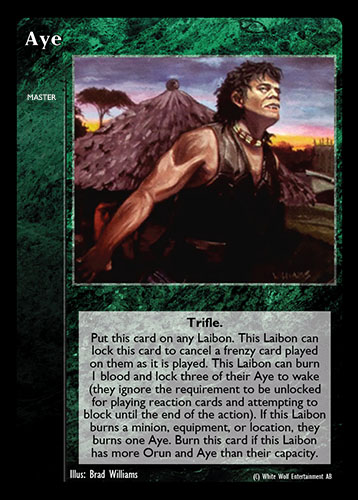 Aye
MASTER
Trifle.
Put this card on any Laibon. This Laibon can
lock this card to cancel a frenzy card played
on them as it is played. This Laibon can burn
1 blood and lock three of their Aye to wake
(they ignore the requirement to be unlocked
for playing reaction cards and attempting to
block until the end of the action). If this Laibon
burns a minion, equipment, or location, they
burns one Aye. Burn this card if this Laibon
has more Orun and Aye than their capacity.
Illus: Brad Williams
(C) White Wolf Entertainment AB